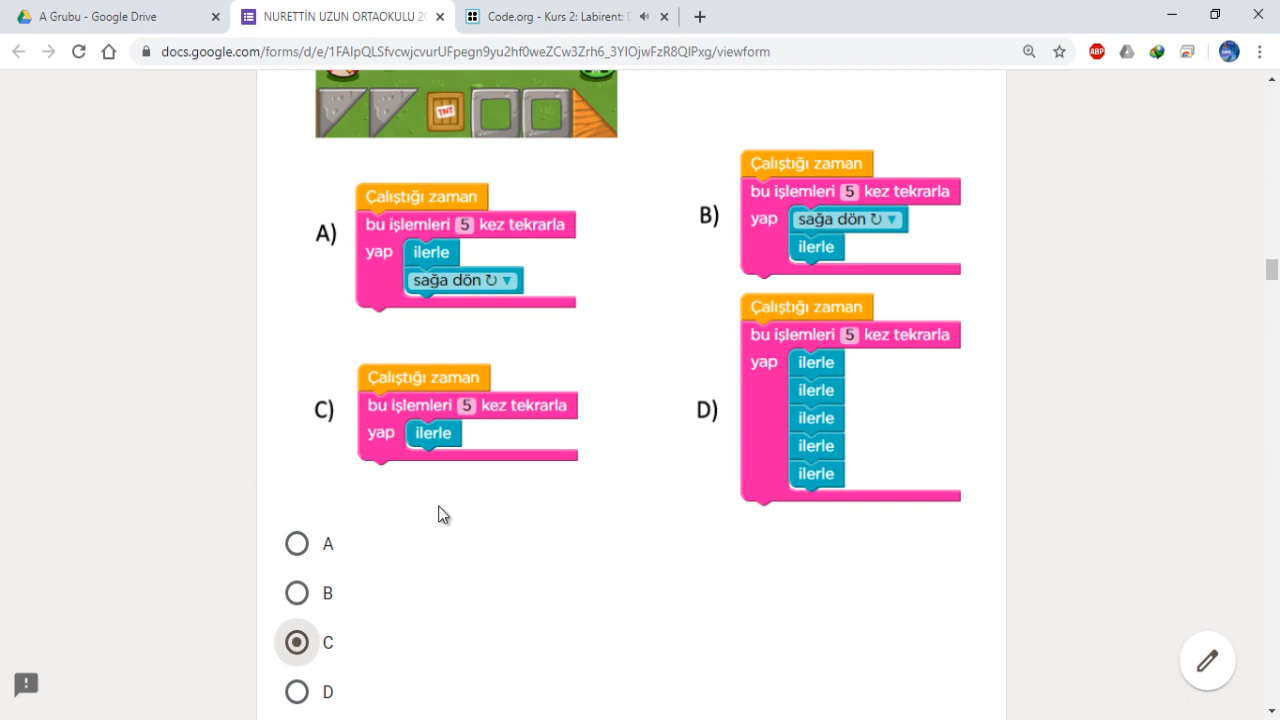 A Grubu - Google Drive
NURETTİN UZUN ORTAOKULU 20
Code.org - Kurs 2: Labirent: D
docs.google.com/forms/d/e/1FAIpQLSfvcwjcvurUFpegn9yu2hf0weZCw3Zrh6_3YlOjwFzR8QlPxg/viewform
ABP
TNT
A)
Çalıştığı zaman
bu işlemleri 5 kez tekrarla
yap ilerle
sağa dön ↻ ▼
B)
Çalıştığı zaman
bu işlemleri 5 kez tekrarla
yap sağa dön ↻ ▼
ilerle
C)
Çalıştığı zaman
bu işlemleri 5 kez tekrarla
yap ilerle
D)
Çalıştığı zaman
bu işlemleri 5 kez tekrarla
yap ilerle
ilerle
ilerle
ilerle
ilerle
A
B
C
D